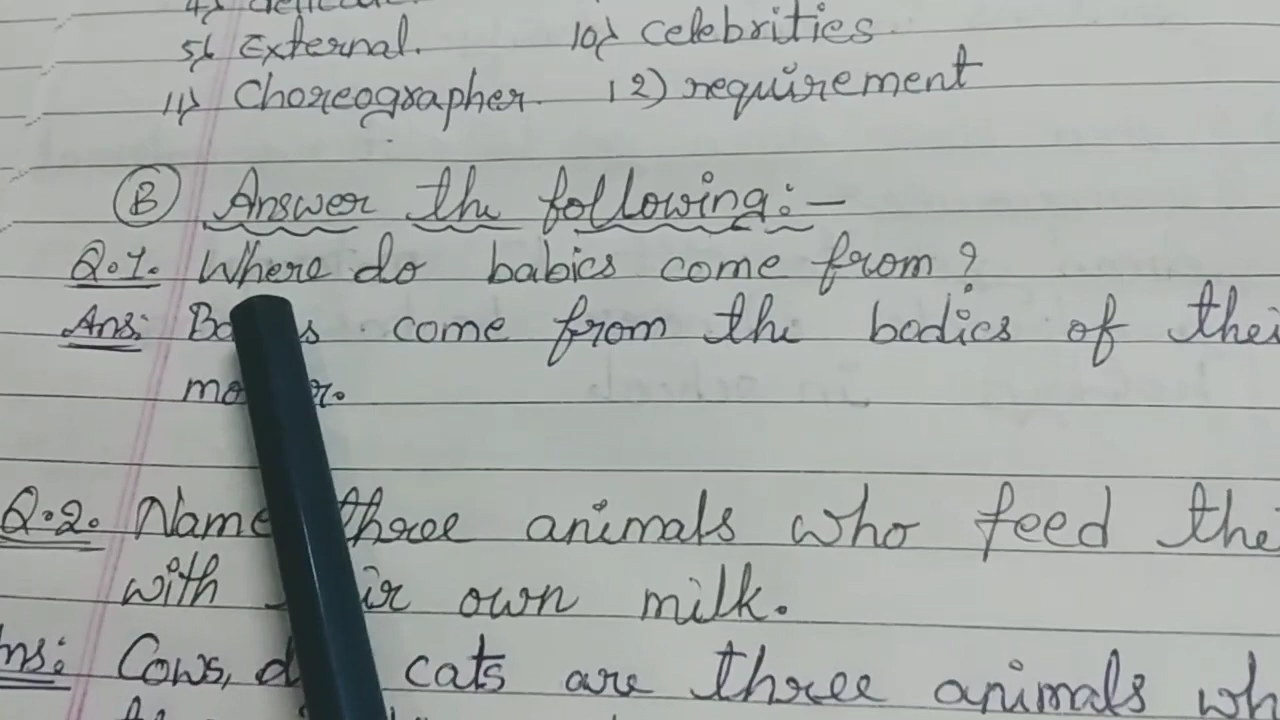 5) External. 10) celebrities
11) Choreographer. 12) requirement
B Answer the following:-
Q.1. Where do babies come from?
Ans: come from the bodies of
Q.2. Name three animals who feed
with own milk.
Cows, cats are three animals